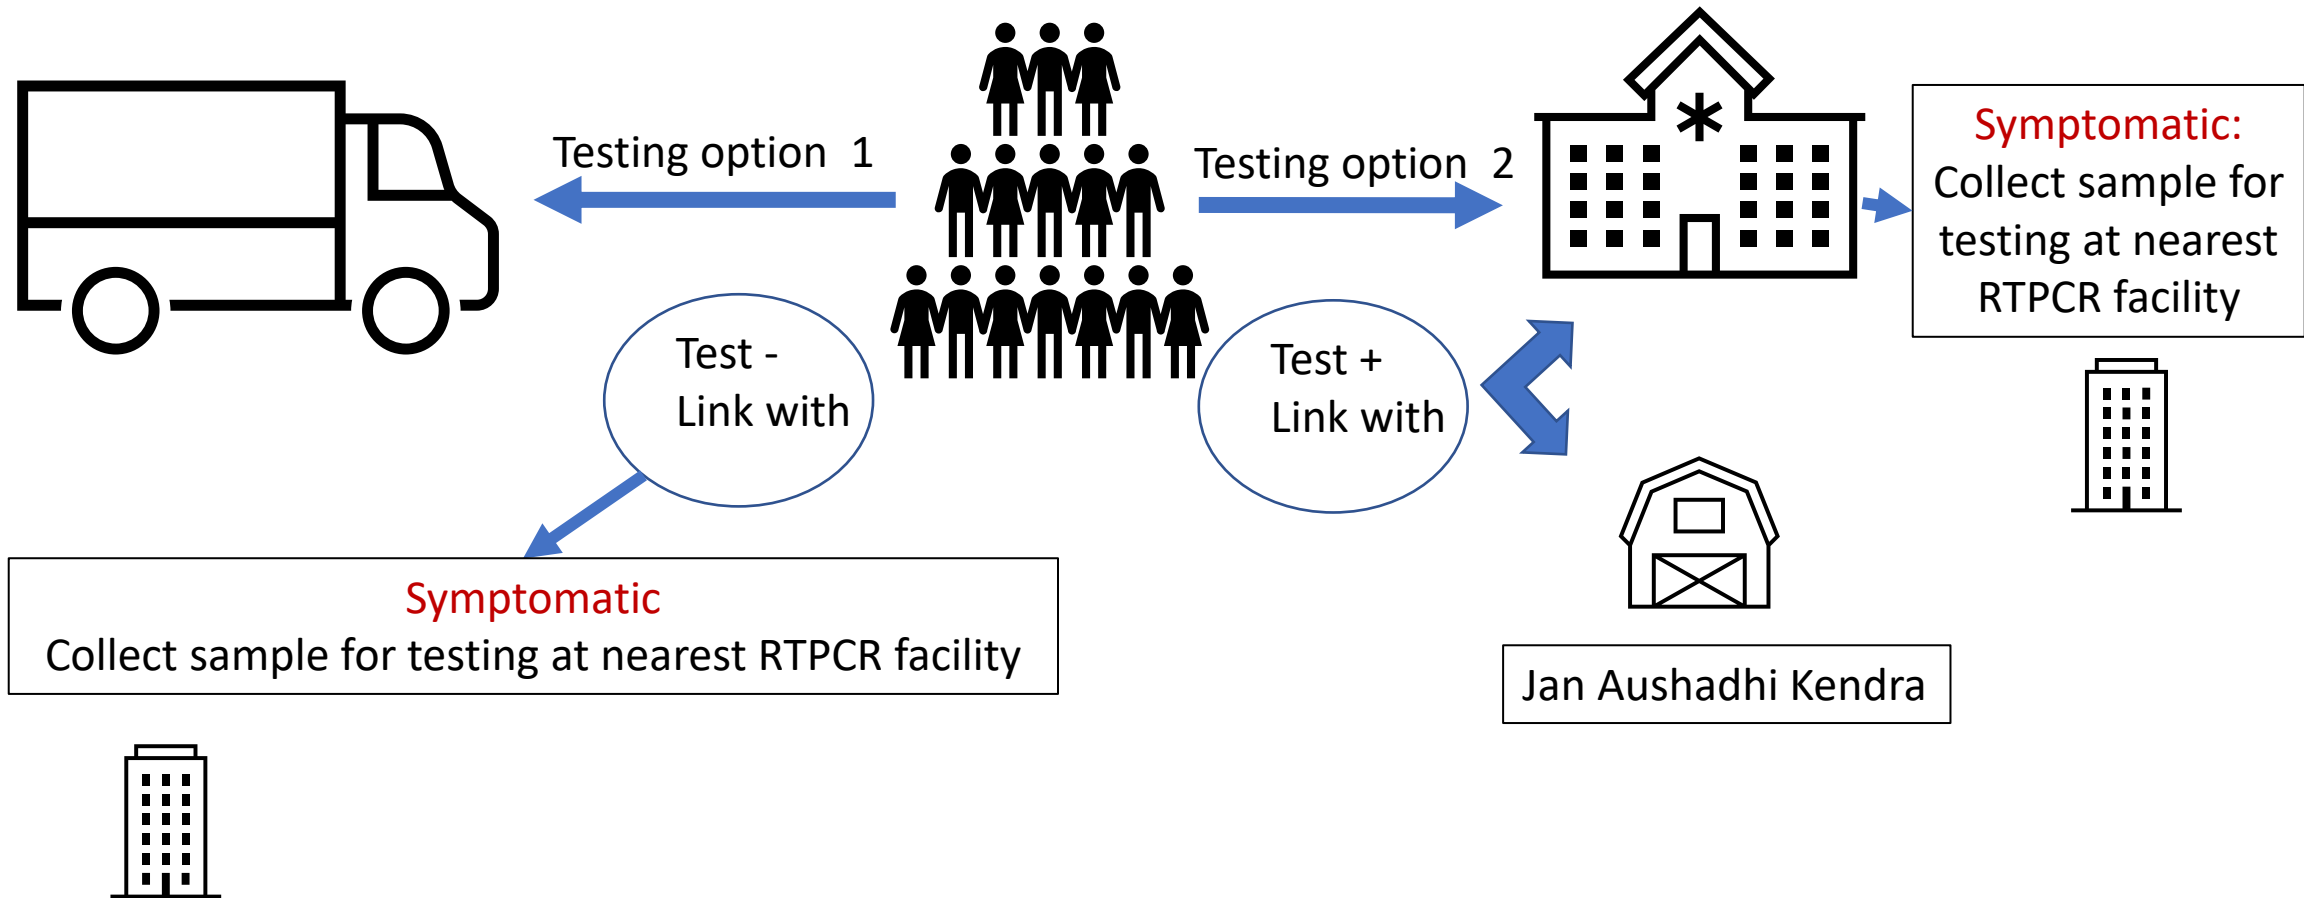 Testing option 1
Testing option 2
Symptomatic:
Collect sample for
testing at nearest
RTPCR facility
Test -
Link with
Test +
Link with
Symptomatic
Collect sample for testing at nearest RTPCR facility
Jan Aushadhi Kendra